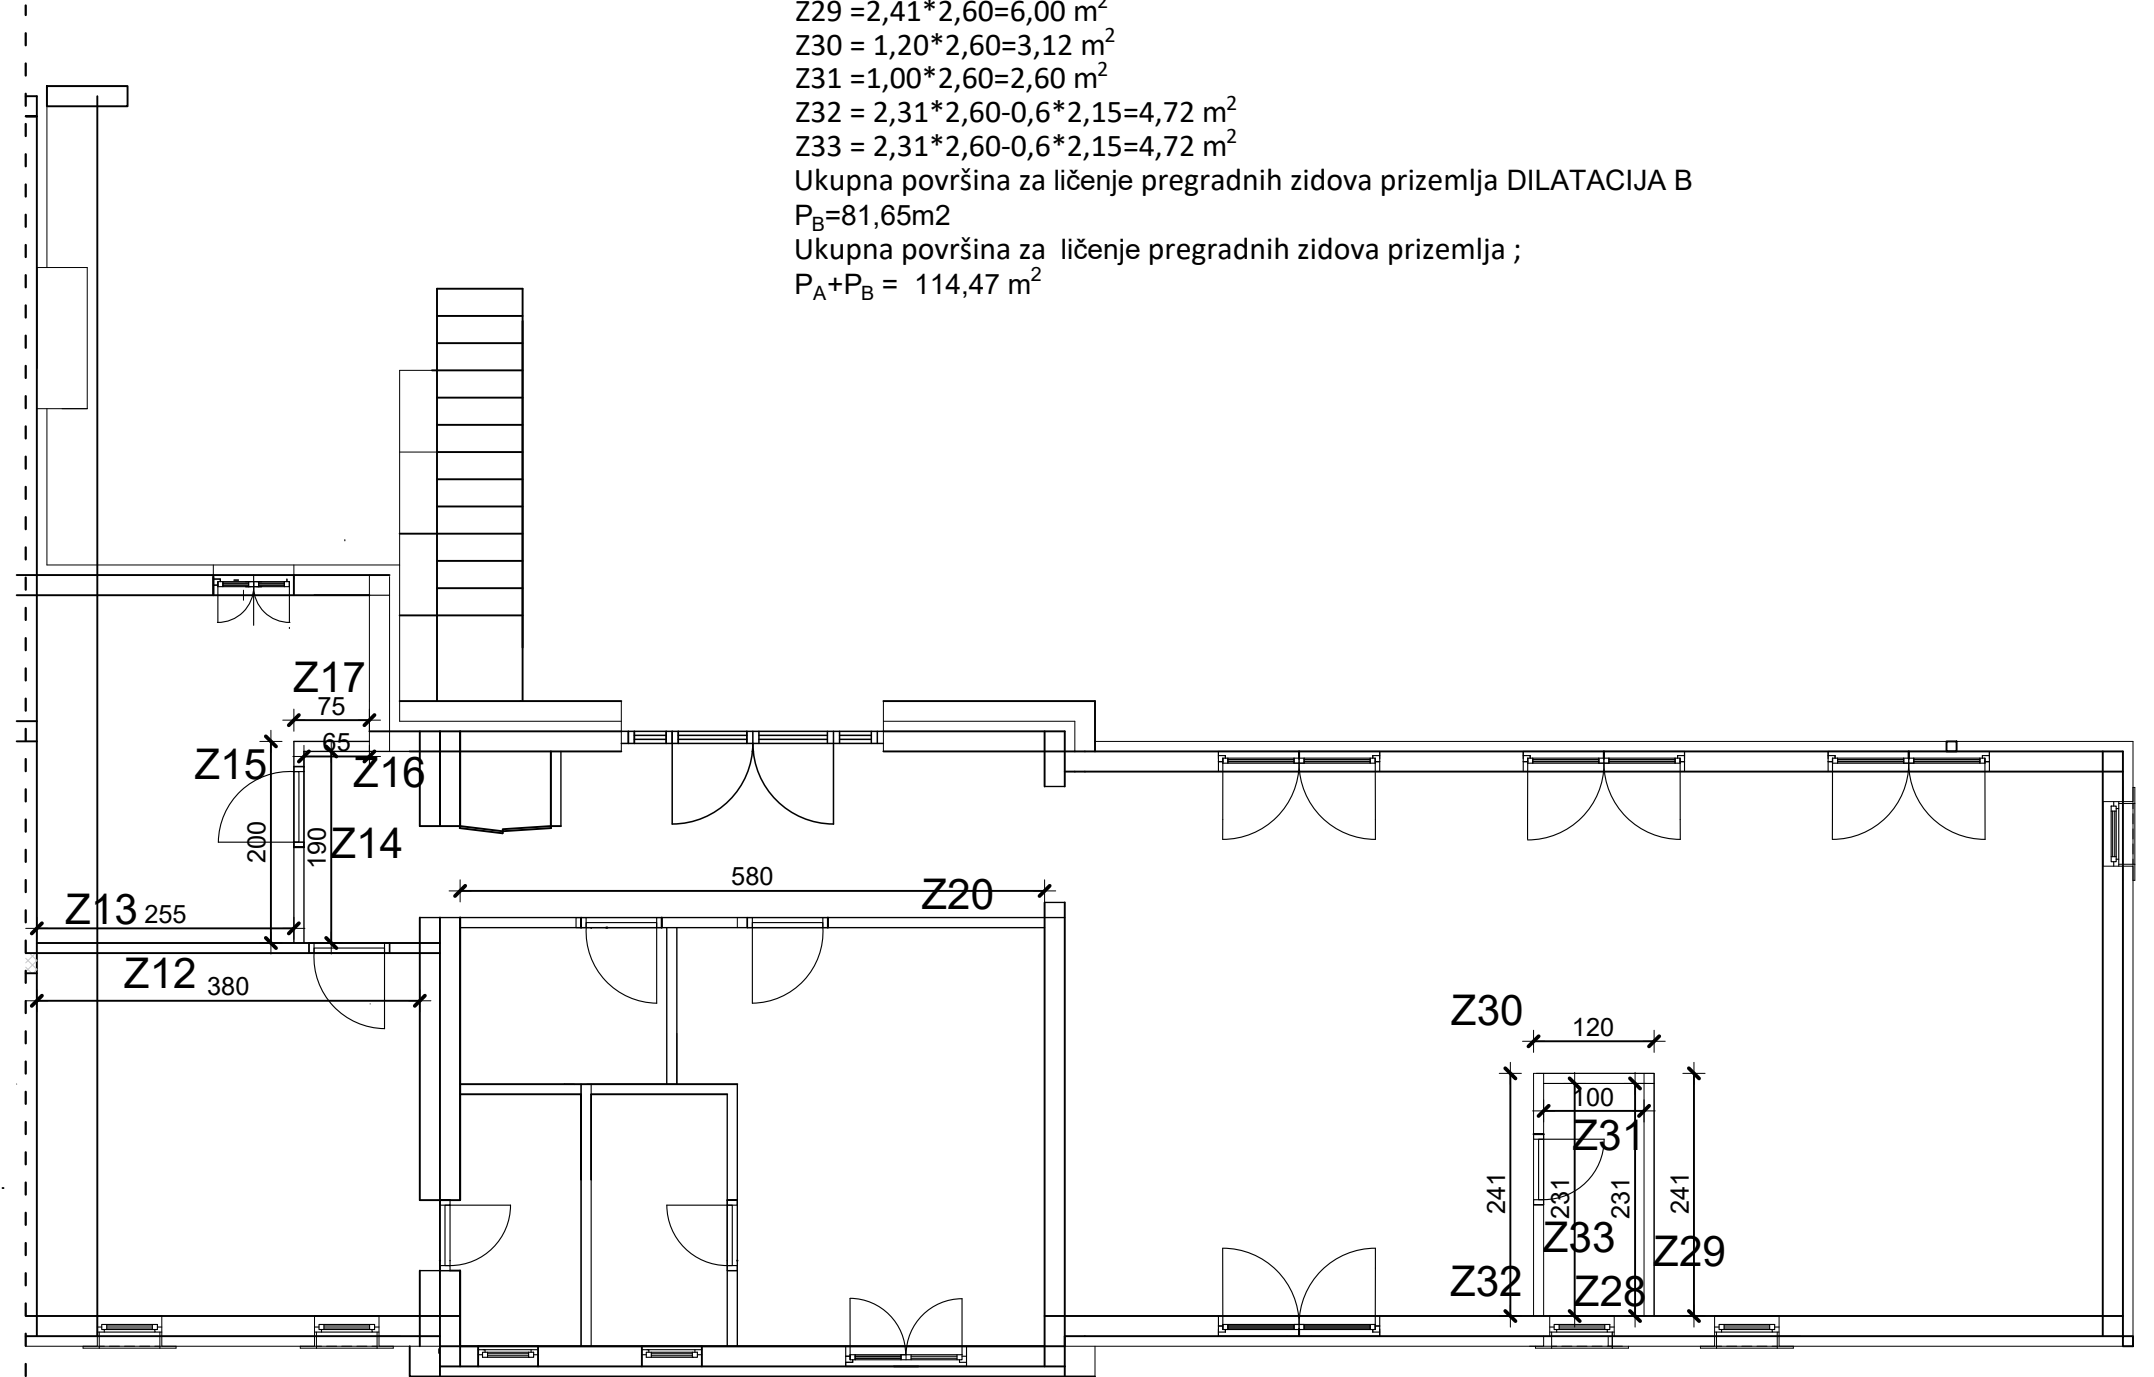 Z29 =2,41*2,60=6,00 m²
Z30 = 1,20*2,60=3,12 m²
Z31 =1,00*2,60=2,60 m²
Z32 = 2,31*2,60-0,6*2,15=4,72 m²
Z33 = 2,31*2,60-0,6*2,15=4,72 m²
Ukupna površina za ličenje pregradnih zidova prizemlja DILATACIJA B
P_B=81,65m2
Ukupna površina za  ličenje pregradnih zidova prizemlja ;
P_A+P_B =  114,47 m²
Z17
75
65
Z15
Z16
200
190
Z14
580
Z20
Z13 255
Z12 380
Z30
120
100
Z31
241
231
231
241
Z33
Z29
Z32
Z28